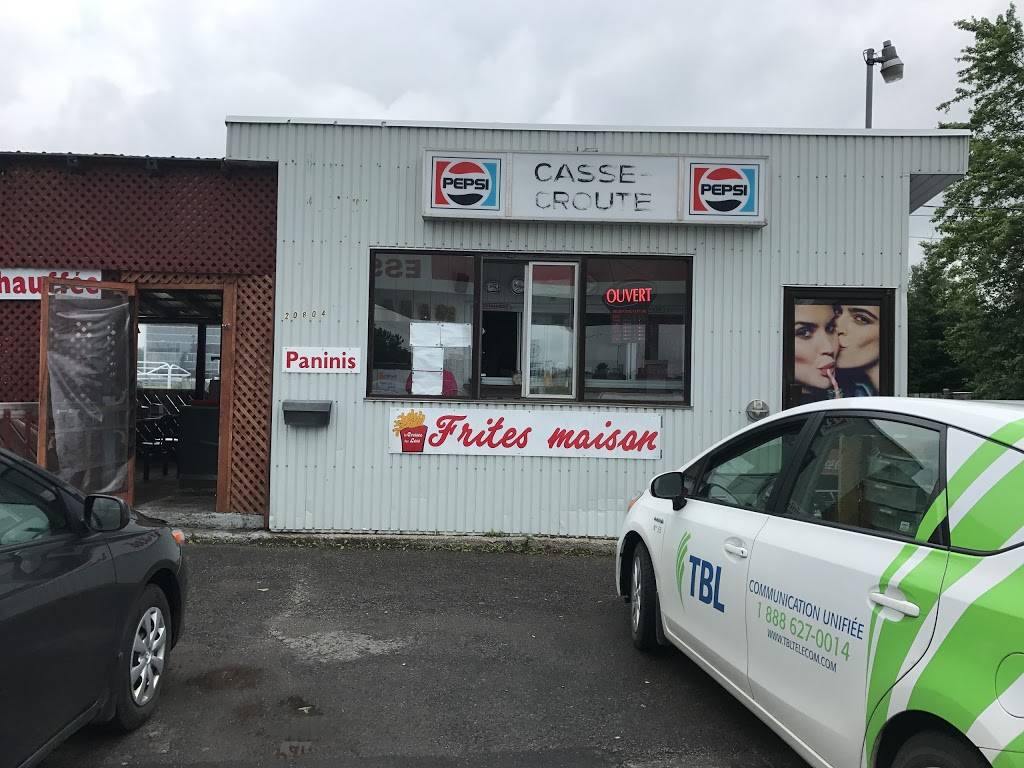 PEPSI
CASSE-
CROUTE
PEPSI
ESS
OUVERT
hauffée
20804
Paninis
Frites maison
TBL
COMMUNICATION UNIFIÉE
1 888 627-0014
WWW.TBLTELECOM.COM